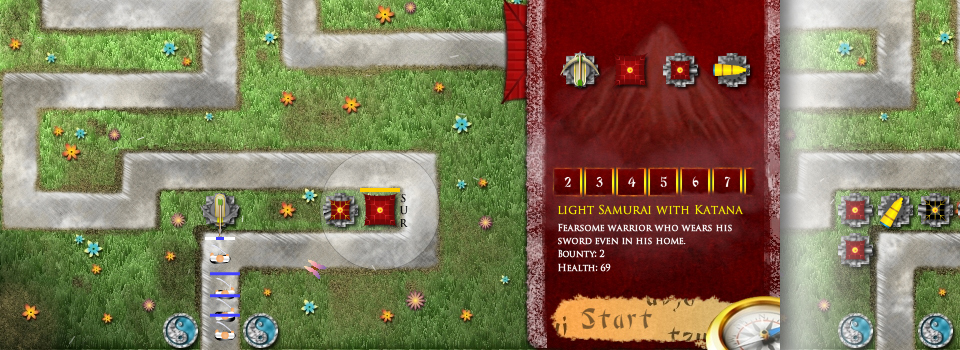 SUR
2 3 4 5 6 7
Light Samurai with Katana
Fearsome warrior who wears his
sword even in his home.
Bounty: 2
Health: 69
Start